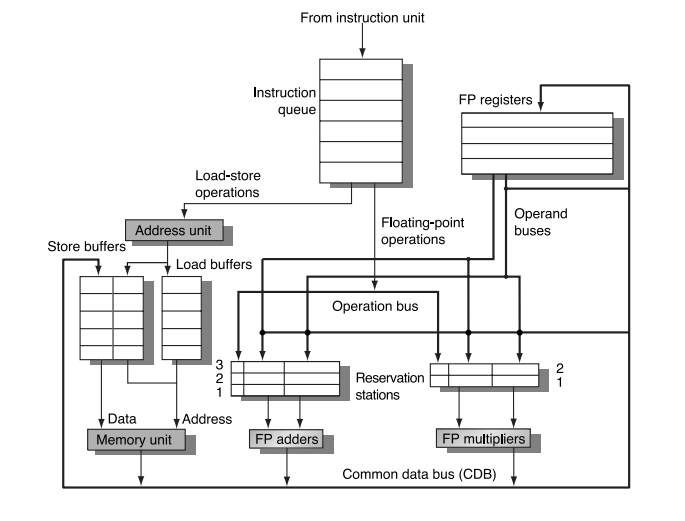 From instruction unit
Instruction
queue
FP registers
Load-store
operations
Address unit
Floating-point
operations
Operand
buses
Store buffers
Load buffers
Operation bus
3
2
1
Reservation
stations
2
1
Data
Address
Memory unit
FP adders
FP multipliers
Common data bus (CDB)